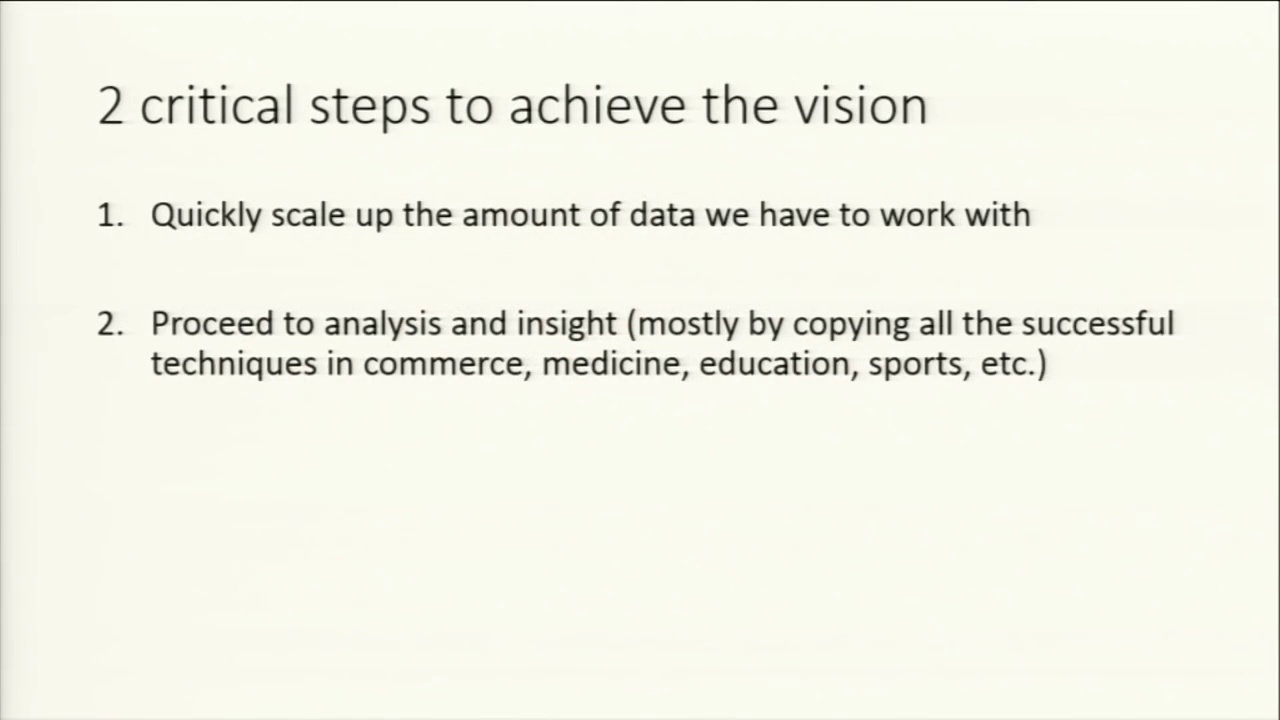 2 critical steps to achieve the vision
1. Quickly scale up the amount of data we have to work with
2. Proceed to analysis and insight (mostly by copying all the successful
techniques in commerce, medicine, education, sports, etc.)